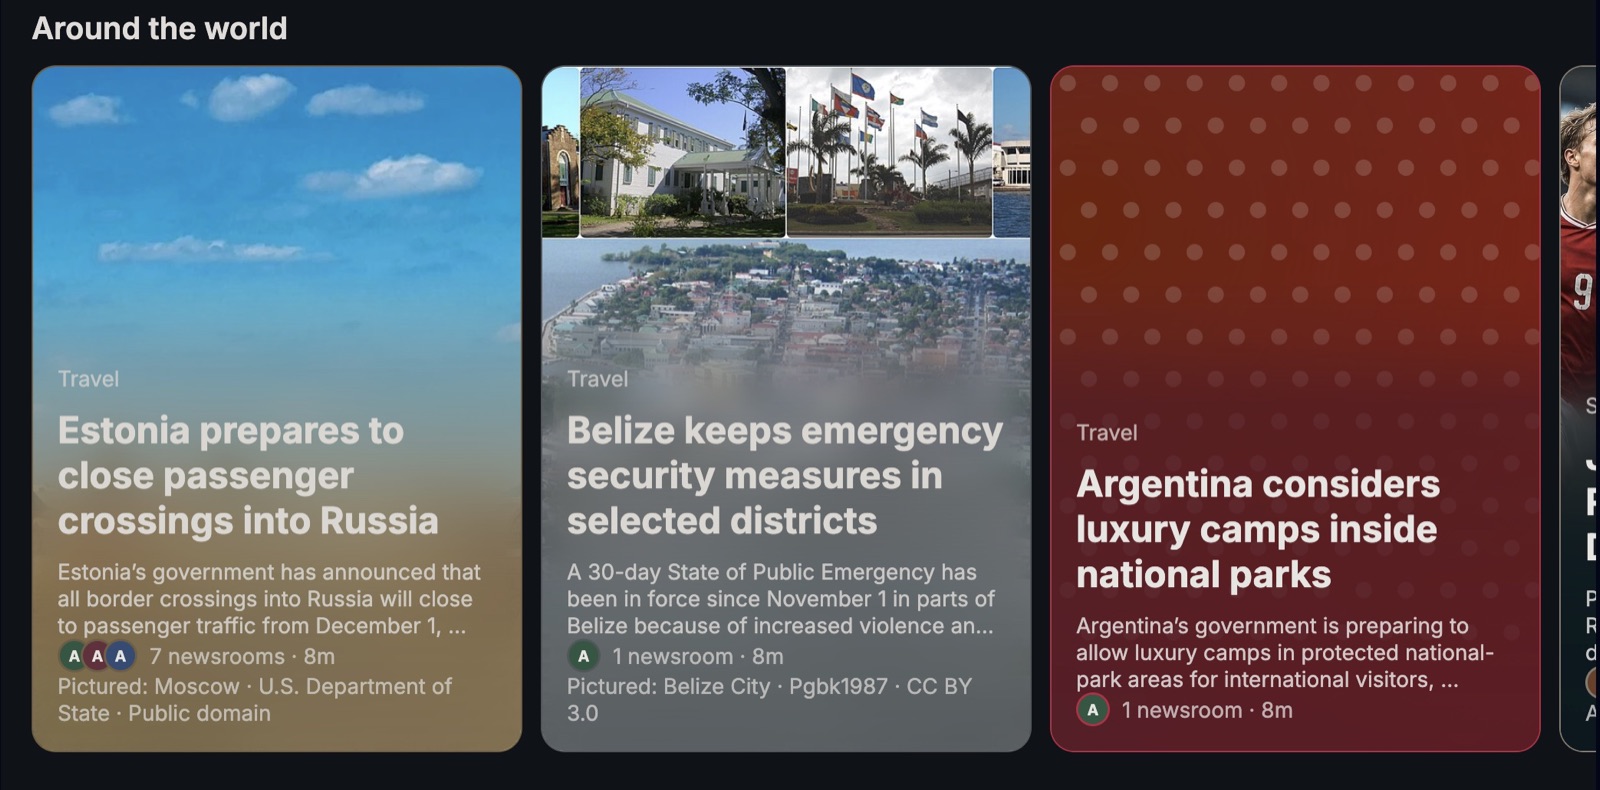 Around the world
Travel
Estonia prepares to
close passenger
crossings into Russia
Estonia’s government has announced that
all border crossings into Russia will close
to passenger traffic from December 1, ...
A A A 7 newsrooms · 8m
Pictured: Moscow · U.S. Department of
State · Public domain
Travel
Belize keeps emergency
security measures in
selected districts
A 30-day State of Public Emergency has
been in force since November 1 in parts of
Belize because of increased violence an...
A 1 newsroom · 8m
Pictured: Belize City · Pgbk1987 · CC BY
3.0
Travel
Argentina considers
luxury camps inside
national parks
Argentina’s government is preparing to
allow luxury camps in protected national-
park areas for international visitors, ...
A 1 newsroom · 8m
9